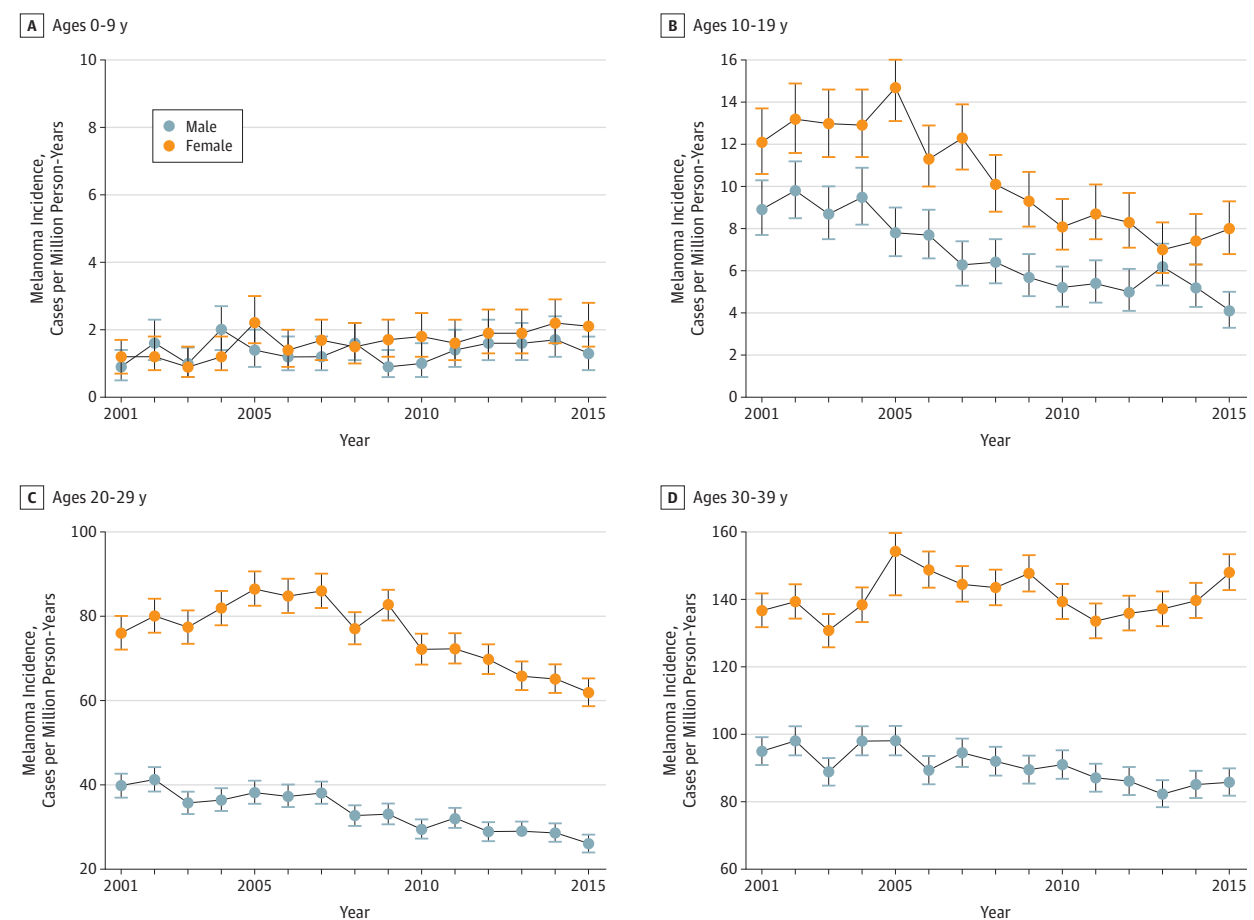 A Ages 0-9 y
10
8
6
4
2
0
Melanoma Incidence,
Cases per Million Person-Years
Male
Female
2001 2005 2010 2015
Year
B Ages 10-19 y
16
14
12
10
8
6
4
2
0
Melanoma Incidence,
Cases per Million Person-Years
2001 2005 2010 2015
Year
C Ages 20-29 y
100
80
60
40
20
Melanoma Incidence,
Cases per Million Person-Years
2001 2005 2010 2015
Year
D Ages 30-39 y
160
140
120
100
80
60
Melanoma Incidence,
Cases per Million Person-Years
2001 2005 2010 2015
Year